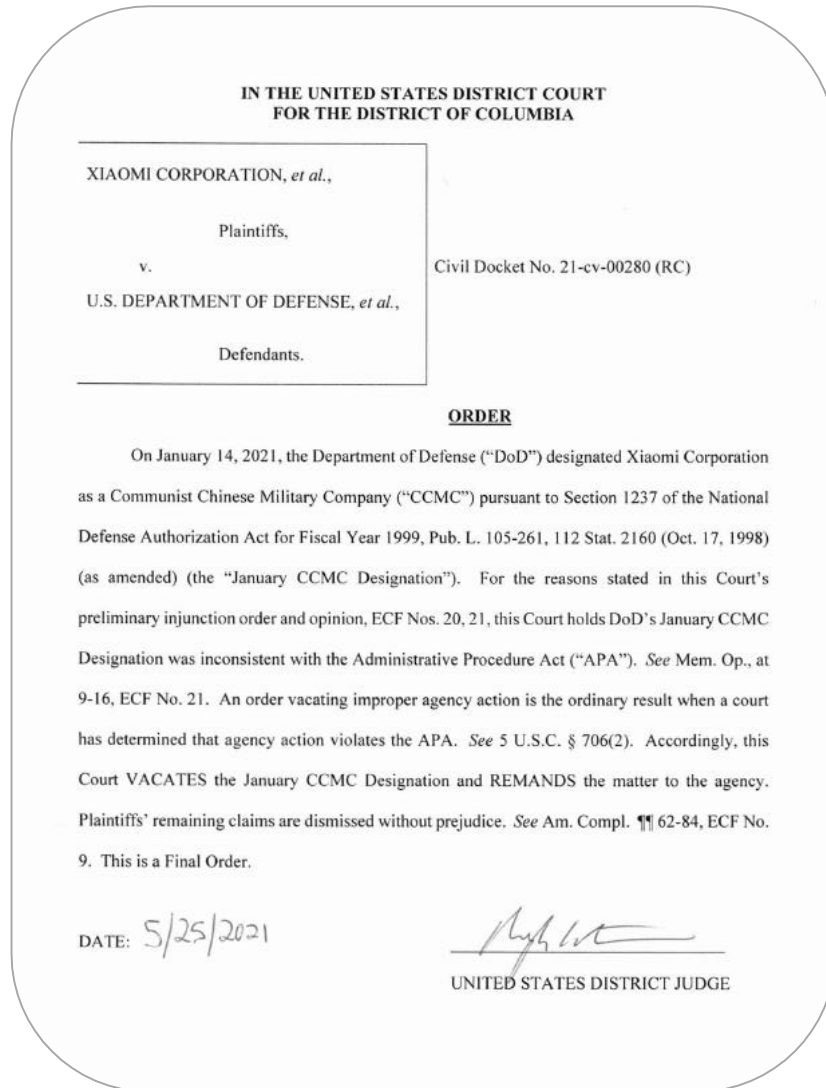 IN THE UNITED STATES DISTRICT COURT
FOR THE DISTRICT OF COLUMBIA
XIAOMI CORPORATION, et al.,
Plaintiffs,
v.
U.S. DEPARTMENT OF DEFENSE, et al.,
Defendants.
Civil Docket No. 21-cv-00280 (RC)
ORDER
On January 14, 2021, the Department of Defense (“DoD”) designated Xiaomi Corporation
as a Communist Chinese Military Company (“CCMC”) pursuant to Section 1237 of the National
Defense Authorization Act for Fiscal Year 1999, Pub. L. 105-261, 112 Stat. 2160 (Oct. 17, 1998)
(as amended) (the “January CCMC Designation”). For the reasons stated in this Court’s
preliminary injunction order and opinion, ECF Nos. 20, 21, this Court holds DoD’s January CCMC
Designation was inconsistent with the Administrative Procedure Act (“APA”). See Mem. Op., at
9-16, ECF No. 21. An order vacating improper agency action is the ordinary result when a court
has determined that agency action violates the APA. See 5 U.S.C. § 706(2). Accordingly, this
Court VACATES the January CCMC Designation and REMANDS the matter to the agency.
Plaintiffs’ remaining claims are dismissed without prejudice. See Am. Compl. ¶¶ 62-84, ECF No.
9. This is a Final Order.
DATE: 5/25/2021
UNITED STATES DISTRICT JUDGE